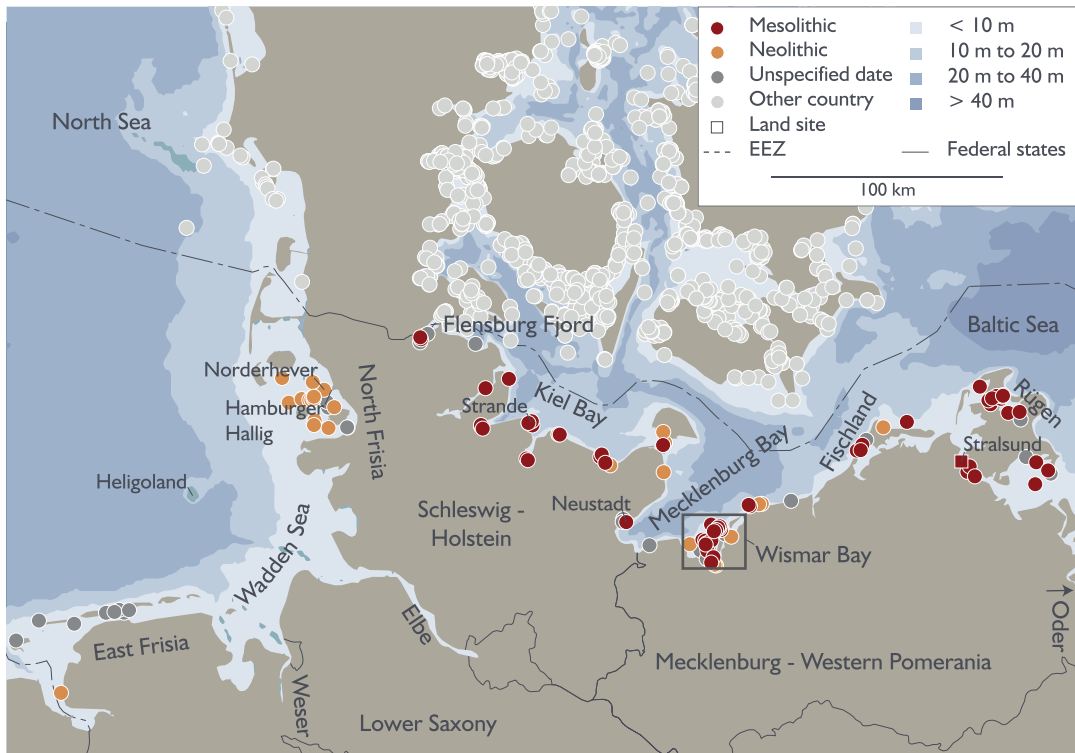 Mesolithic
Neolithic
Unspecified date
Other country
Land site
EEZ
< 10 m
10 m to 20 m
20 m to 40 m
> 40 m
Federal states
100 km
North Sea
Flensburg Fjord
Baltic Sea
Norderhever
North Frisia
Hamburger
Hallig
Strande
Kiel Bay
Rügen
Fischland
Stralsund
Mecklenburg Bay
Heligoland
Schleswig -
Holstein
Neustadt
Wismar Bay
Wadden Sea
Elbe
Oder
East Frisia
Weser
Mecklenburg - Western Pomerania
Lower Saxony